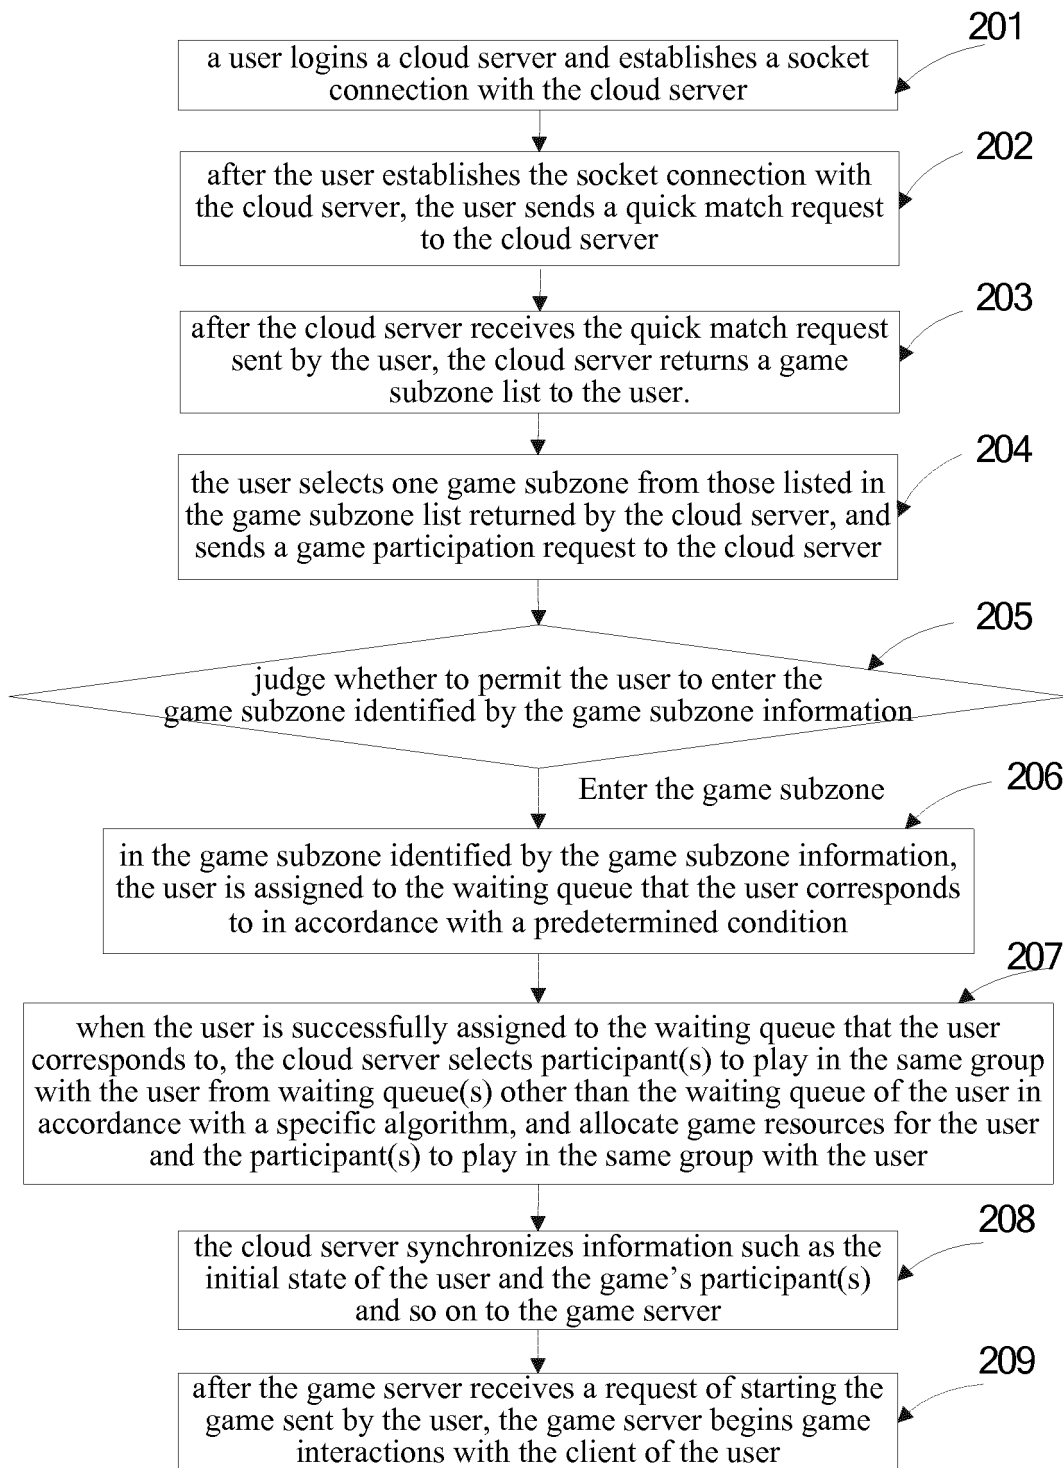 201
a user logins a cloud server and establishes a socket
connection with the cloud server
202
after the user establishes the socket connection with
the cloud server, the user sends a quick match request
to the cloud server
203
after the cloud server receives the quick match request
sent by the user, the cloud server returns a game
subzone list to the user.
204
the user selects one game subzone from those listed in
the game subzone list returned by the cloud server, and
sends a game participation request to the cloud server
205
judge whether to permit the user to enter the
game subzone identified by the game subzone information
Enter the game subzone
206
in the game subzone identified by the game subzone information,
the user is assigned to the waiting queue that the user corresponds
to in accordance with a predetermined condition
207
when the user is successfully assigned to the waiting queue that the user
corresponds to, the cloud server selects participant(s) to play in the same group
with the user from waiting queue(s) other than the waiting queue of the user in
accordance with a specific algorithm, and allocate game resources for the user
and the participant(s) to play in the same group with the user
208
the cloud server synchronizes information such as the
initial state of the user and the game’s participant(s)
and so on to the game server
209
after the game server receives a request of starting the
game sent by the user, the game server begins game
interactions with the client of the user